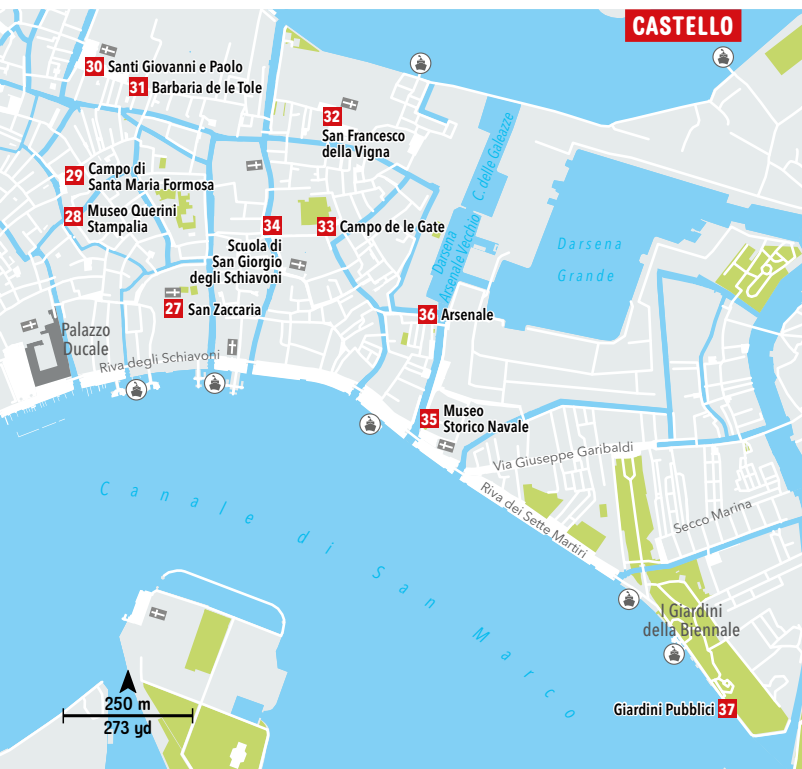 CASTELLO
30 Santi Giovanni e Paolo
31 Barbaria de le Tole
32
San Francesco
della Vigna
C. delle Galeazze
29 Campo di
Santa Maria Formosa
28 Museo Querini
Stampalia
34
Scuola di
San Giorgio
degli Schiavoni
33 Campo de le Gate
Darsena
Arsenale Vecchio
Darsena
Grande
27 San Zaccaria
36 Arsenale
Palazzo
Ducale
Riva degli Schiavoni
35 Museo
Storico Navale
Via Giuseppe Garibaldi
Riva dei Sette Martiri
Secco Marina
Canale di San Marco
I Giardini
della Biennale
Giardini Pubblici 37
250 m
273 yd